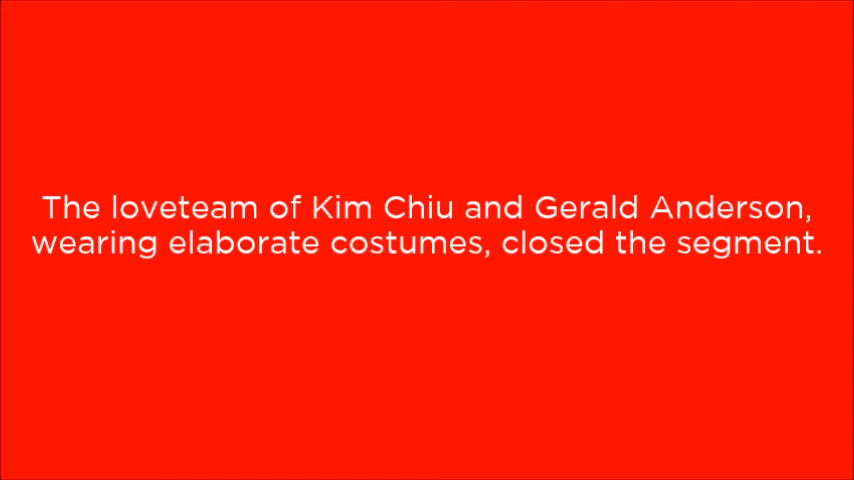 The loveteam of Kim Chiu and Gerald Anderson,
wearing elaborate costumes, closed the segment.